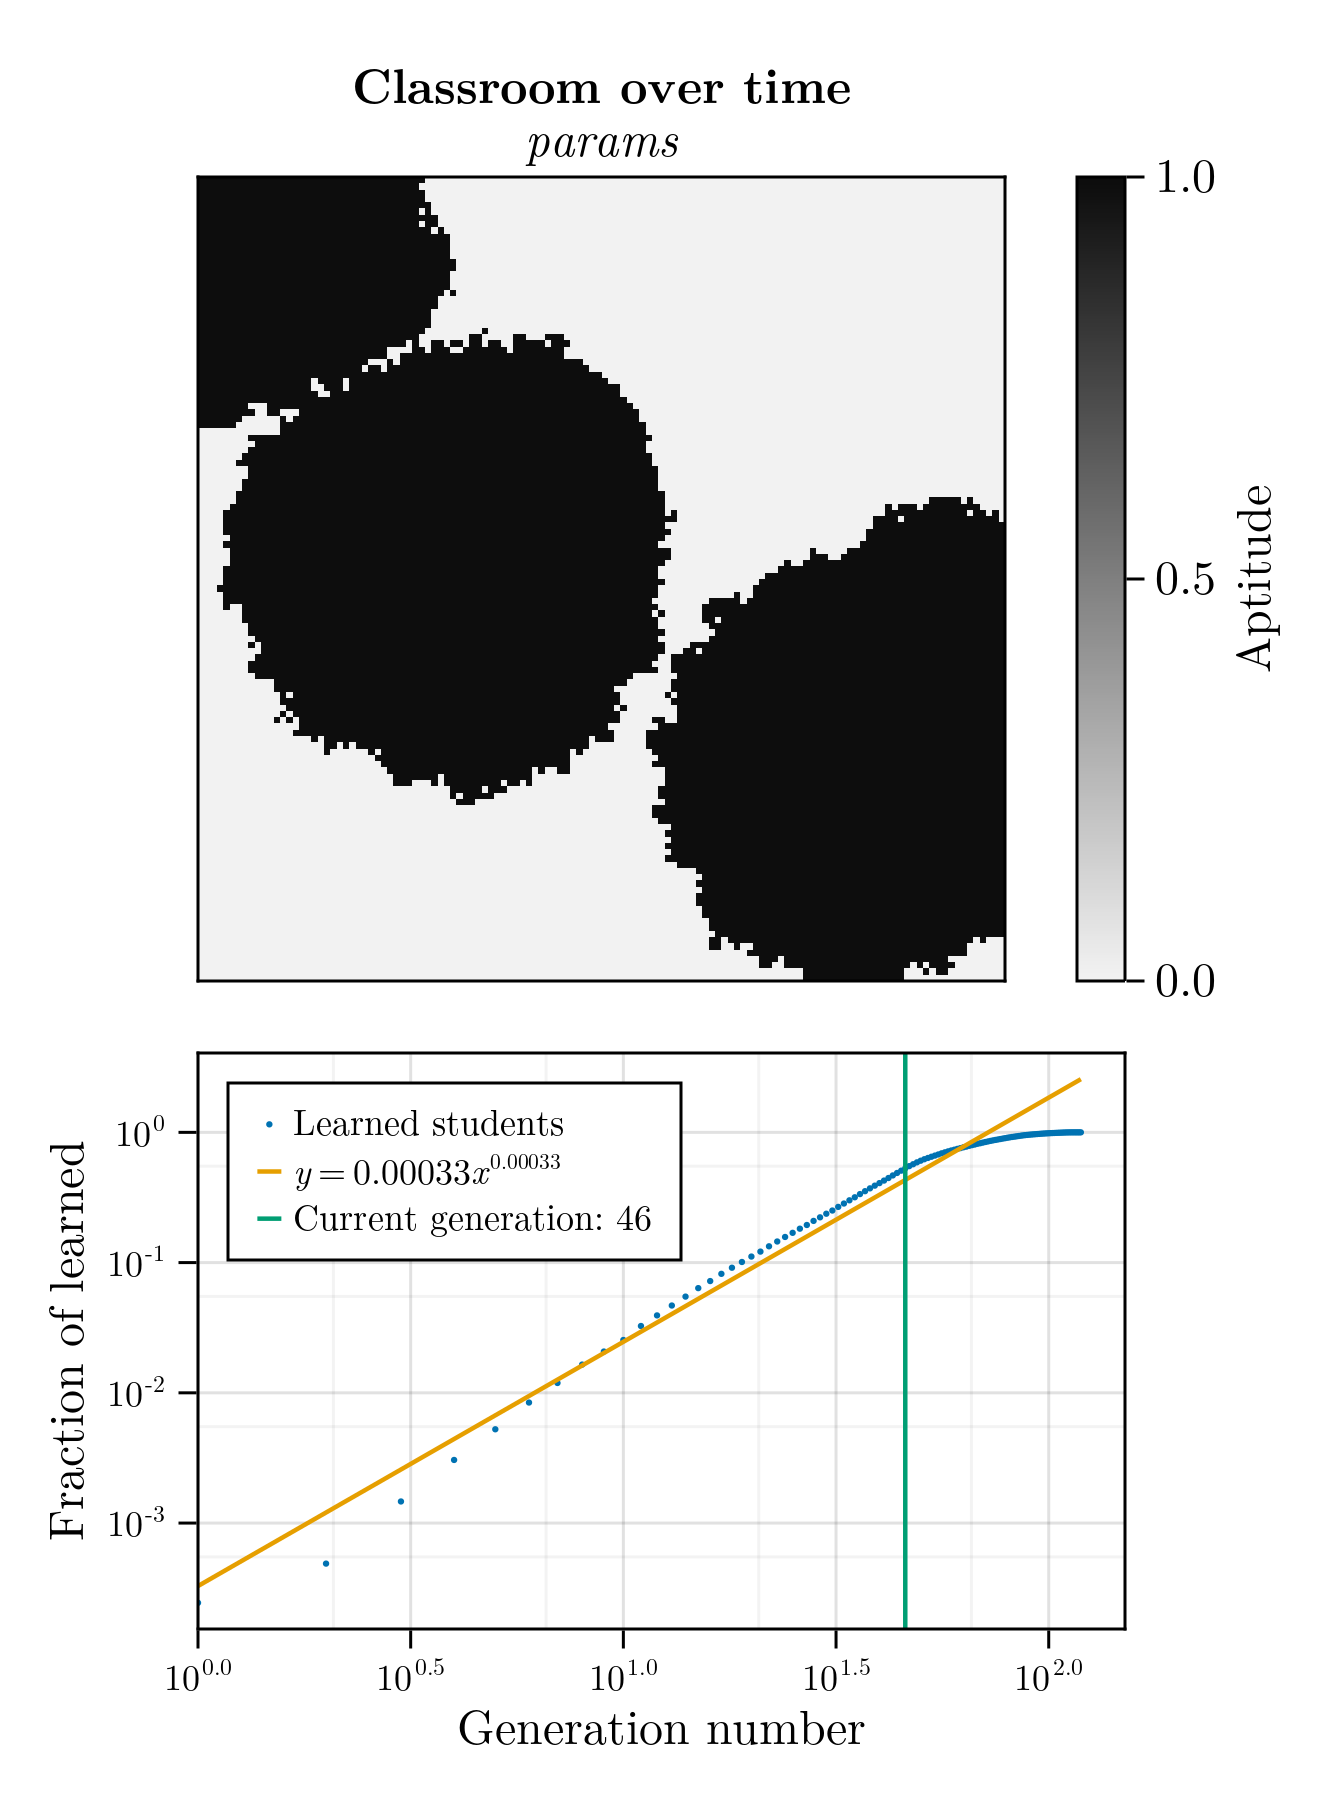 Classroom over time
params
1.0
0.5
0.0
Aptitude
Learned students
y = 0.00033x^0.00033
Current generation: 46
10^0
10^-1
10^-2
10^-3
Fraction of learned
10^0.0 10^0.5 10^1.0 10^1.5 10^2.0
Generation number